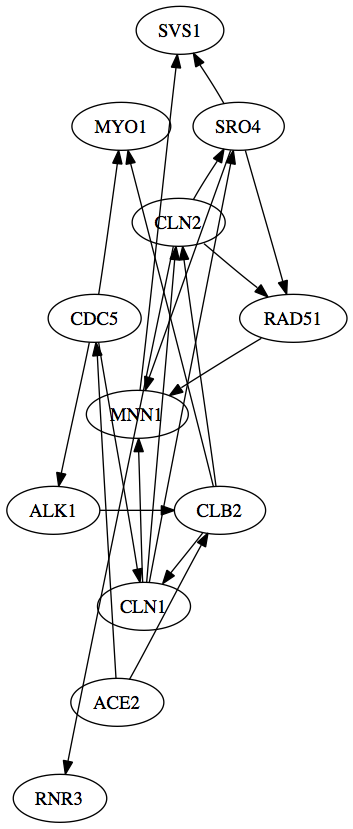 SVS1
MYO1
SRO4
CLN2
CDC5
RAD51
MNN1
ALK1
CLB2
CLN1
ACE2
RNR3